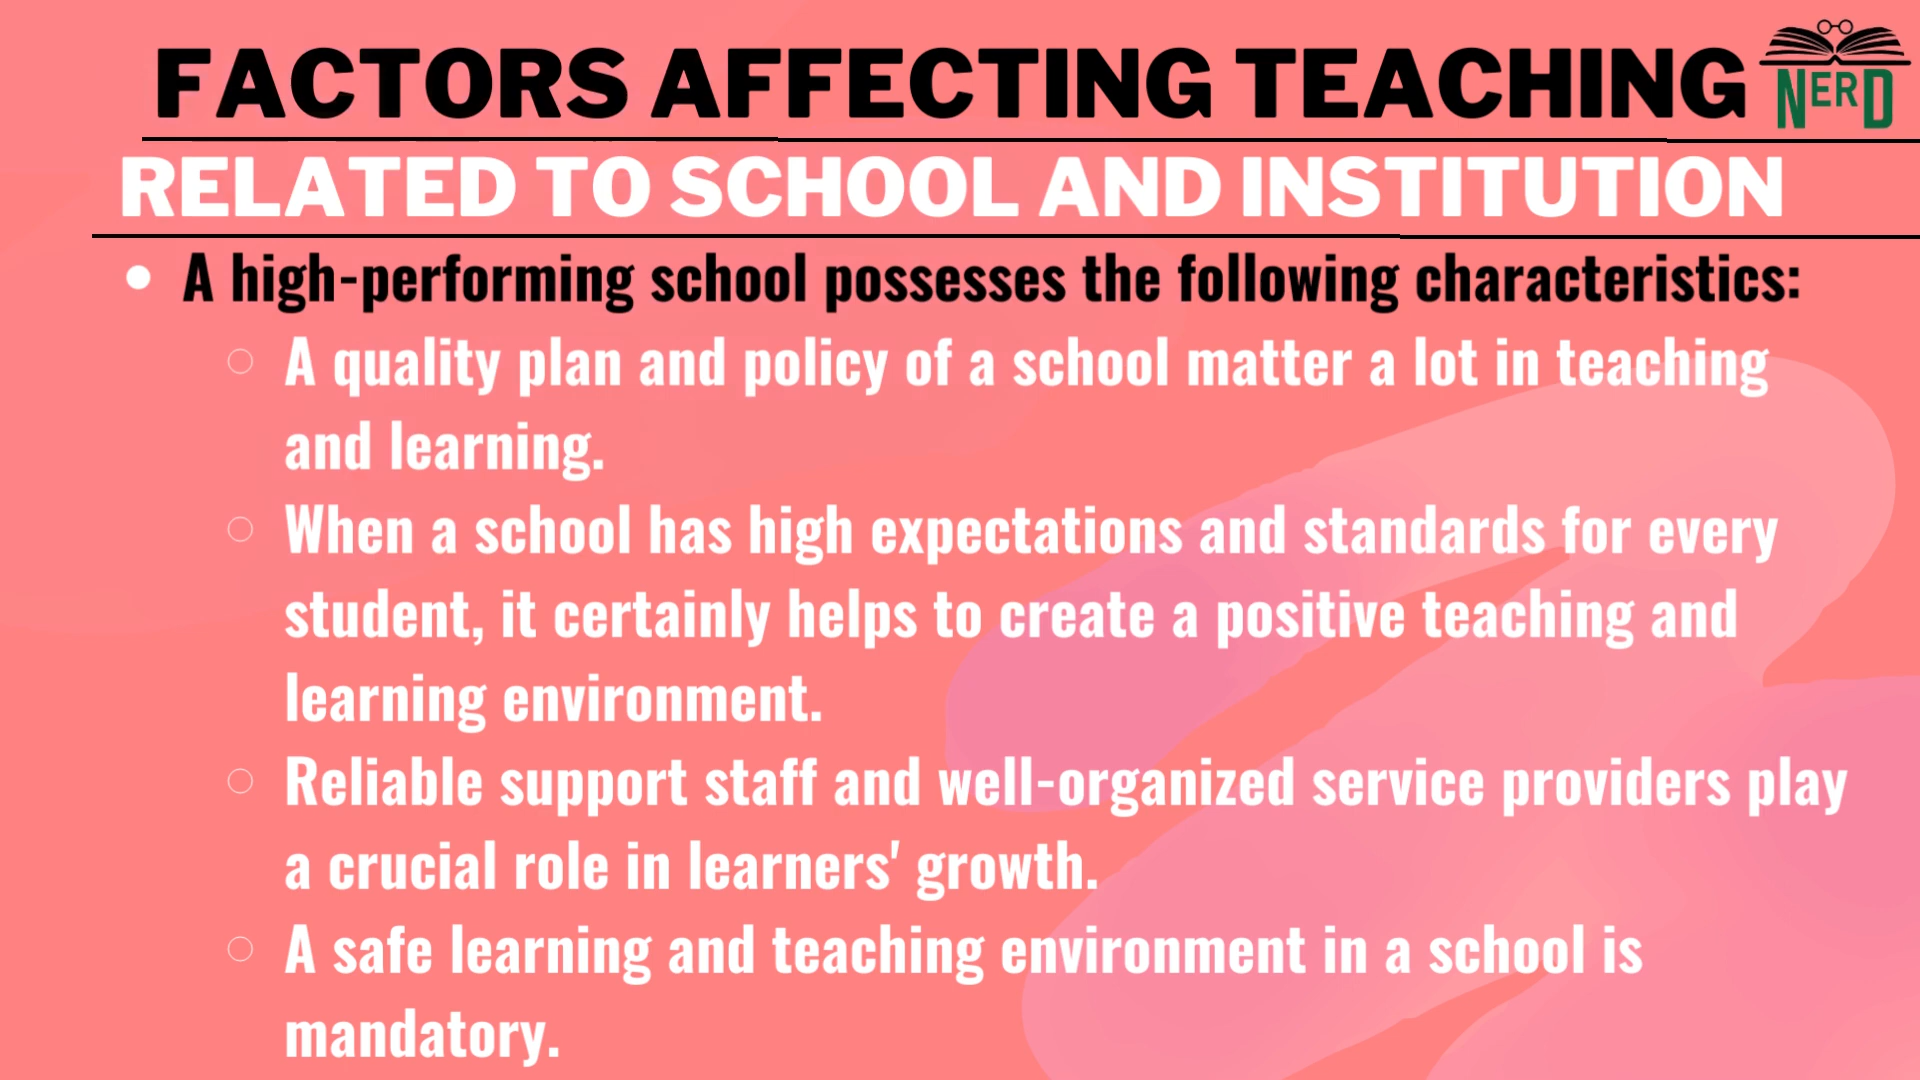 FACTORS AFFECTING TEACHING
NERD
RELATED TO SCHOOL AND INSTITUTION
A high-performing school possesses the following characteristics:
A quality plan and policy of a school matter a lot in teaching
and learning.
When a school has high expectations and standards for every
student, it certainly helps to create a positive teaching and
learning environment.
Reliable support staff and well-organized service providers play
a crucial role in learners' growth.
A safe learning and teaching environment in a school is
mandatory.